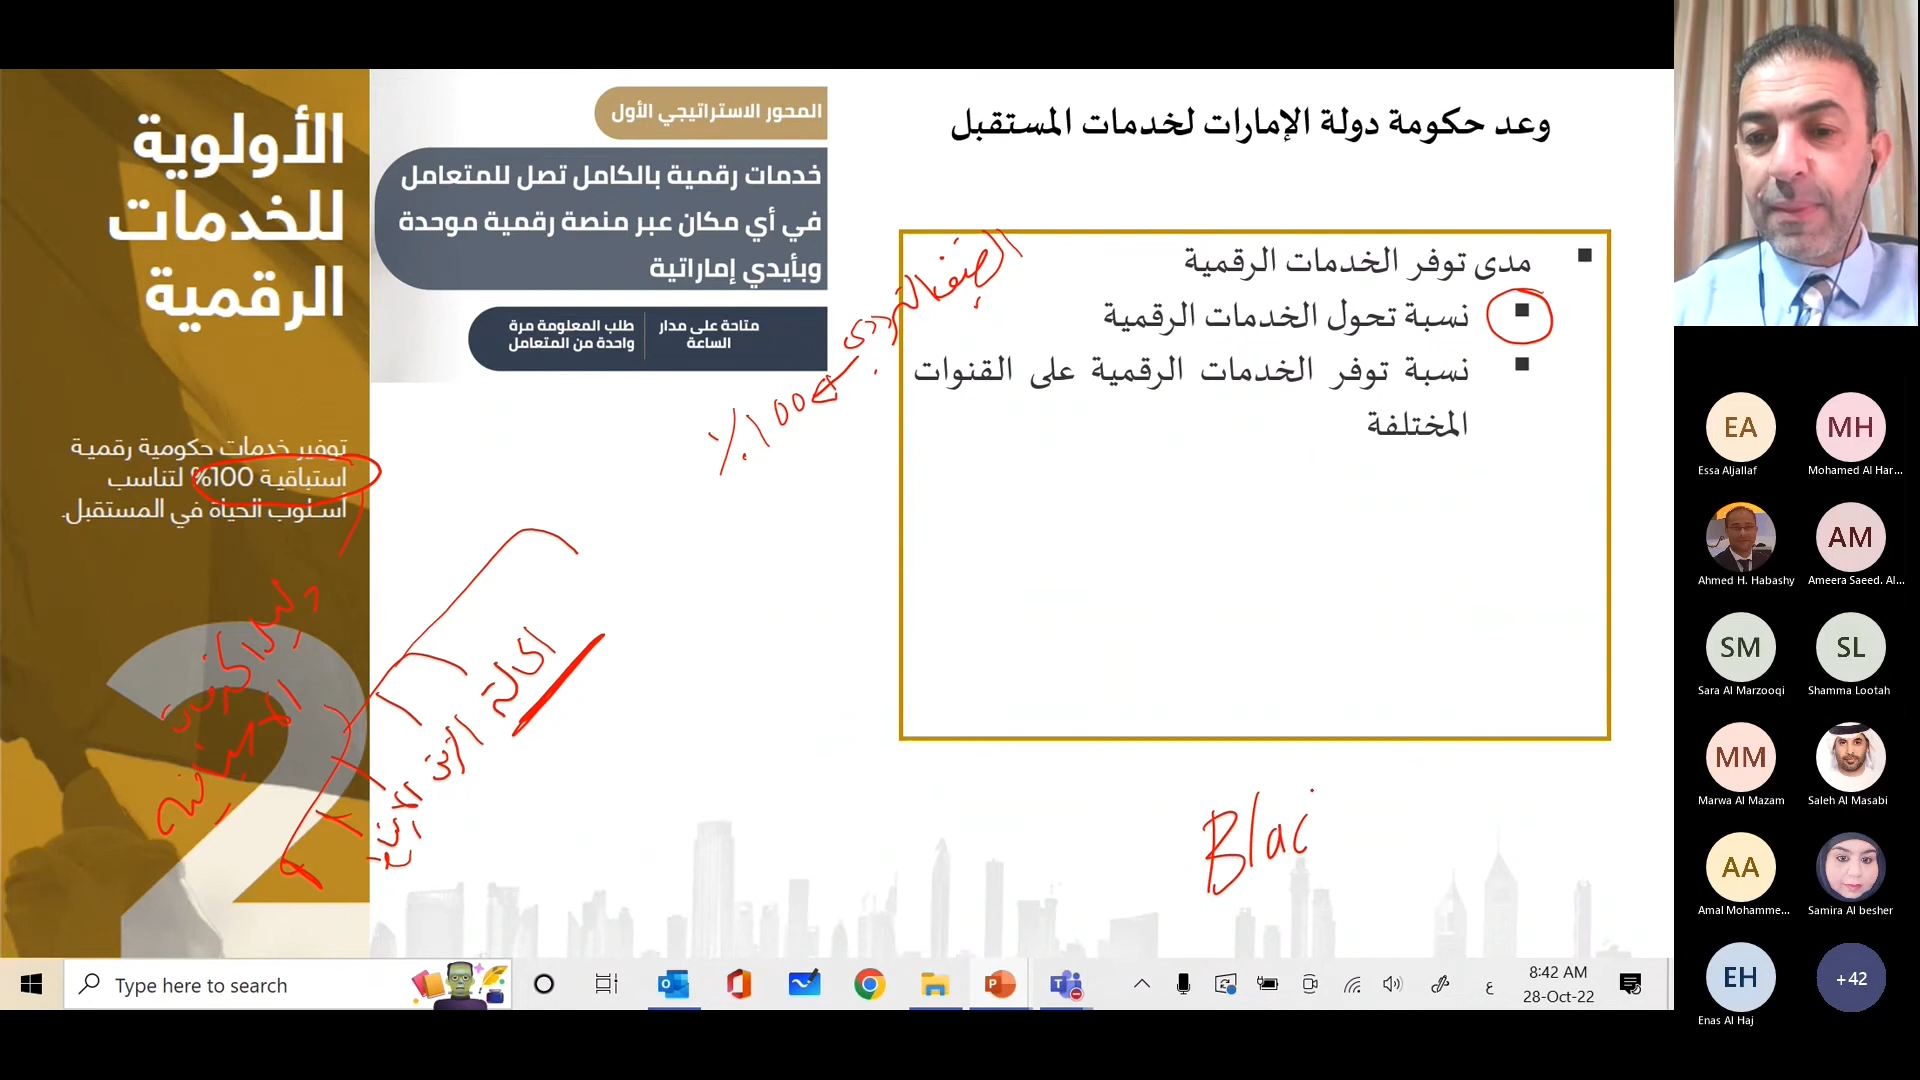 وعد حكومة دولة الإمارات لخدمات المستقبل
مدى توفر الخدمات الرقمية
نسبة تحول الخدمات الرقمية
نسبة توفر الخدمات الرقمية على القنوات
المختلفة
المحور الاستراتيجي الأول
خدمات رقمية بالكامل تصل للمتعامل
في أي مكان عبر منصة رقمية موحدة
وبأيدي إماراتية
متاحة على مدار
الساعة
طلب المعلومة مرة
واحدة من المتعامل
الأولوية
للخدمات
الرقمية
توفير خدمات حكومية رقمية
استباقية 100% لتناسب
أسلوب الحياة في المستقبل.
2
100%
Blac
EA
Essa Aljallaf
MH
Mohamed Al Har...
Ahmed H. Habashy
AM
Ameera Saeed. Al...
SM
Sara Al Marzooqi
SL
Shamma Lootah
MM
Marwa Al Mazam
Saleh Al Masabi
AA
Amal Mohamme...
Samira Al besher
EH
Enas Al Haj
+42
Type here to search
ع
8:42 AM
28-Oct-22